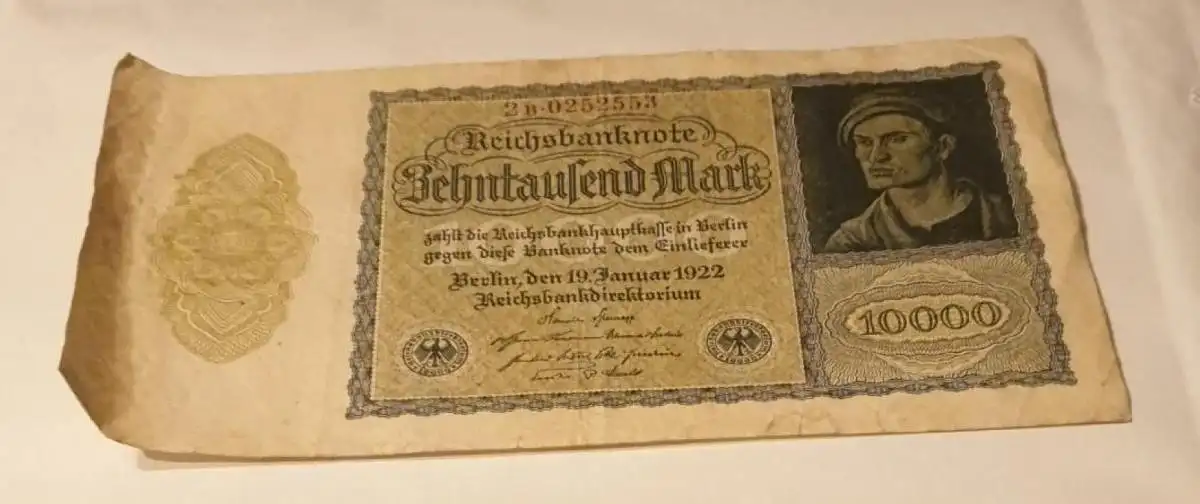 2B·0252553
Reichsbanknote
Zehntausend Mark
zahlt die Reichsbankhauptkasse in Berlin
gegen diese Banknote dem Einlieferer
Berlin, den 19. Januar 1922
Reichsbankdirektorium
10000